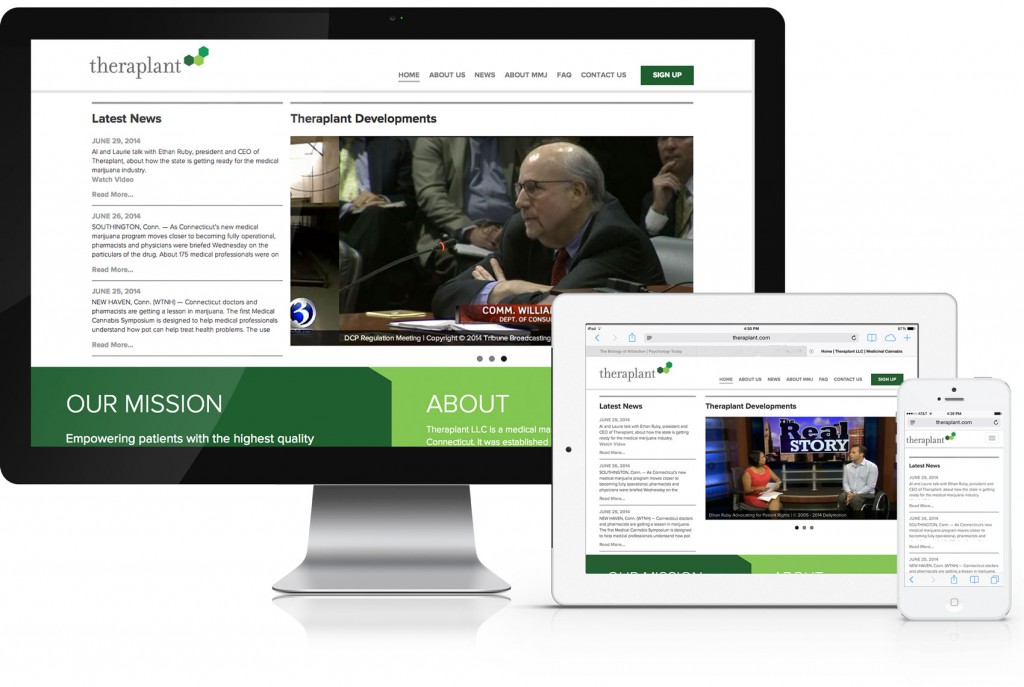 theraplant
HOME ABOUT US NEWS ABOUT MMJ FAQ CONTACT US SIGN UP
Latest News
JUNE 29, 2014
Al and Laurie talk with Ethan Ruby, president and CEO of
Theraplant, about how the state is getting ready for the medical
marijuana industry.
Watch Video
Read More...
JUNE 26, 2014
SOUTHINGTON, Conn. — As Connecticut's new medical
marijuana program moves closer to becoming fully operational,
pharmacists and physicians were briefed Wednesday on the
particulars of the drug. About 175 medical professionals were on
Read More...
JUNE 25, 2014
NEW HAVEN, Conn. (WTNH) — Connecticut doctors and
pharmacists are getting a lesson in marijuana. The first Medical
Cannabis Symposium is designed to help medical professionals
understand how pot can help treat health problems. The use
Read More...
Theraplant Developments
3
COMM. WILLIA
DEPT. OF CONSU
DCP Regulation Meeting | Copyright © 2014 Tribune Broadcasting
OUR MISSION
Empowering patients with the highest quality
ABOUT
Theraplant LLC is a medical ma
Connecticut. It was established
iPad 4:50 PM 87%
theraplant.com
The Biology of Attraction | Psychology Today Home | Theraplant LLC | Medicinal Cannabis
theraplant
HOME ABOUT US NEWS ABOUT MMJ FAQ CONTACT US SIGN UP
Latest News
JUNE 29, 2014
Al and Laurie talk with Ethan Ruby, president and
CEO of Theraplant, about how the state is getting
ready for the medical marijuana industry.
Read More...
JUNE 26, 2014
SOUTHINGTON, Conn. — As Connecticut's new
medical marijuana program moves closer to
becoming fully operational, pharmacists and
physicians were briefed Wednesday on the
Read More...
JUNE 25, 2014
NEW HAVEN, Conn. (WTNH) — Connecticut doctors
and pharmacists are getting a lesson in marijuana.
The first Medical Cannabis Symposium is designed
to help medical professionals understand how pot
Read More...
Theraplant Developments
The Real
STORY
Ethan Ruby Advocating for Patient Rights | © 2005 - 2014 Dailymotion
OUR MISSION
ABOUT
AT&T 4:39 PM
theraplant.com
theraplant
Latest News
JUNE 29, 2014
Al and Laurie talk with Ethan Ruby, president and
CEO of Theraplant, about how the state is getting
ready for the medical marijuana industry.
Read More...
JUNE 26, 2014
SOUTHINGTON, Conn. — As Connecticut's new
medical marijuana program moves closer to
becoming fully operational, pharmacists and
Read More...
JUNE 25, 2014
NEW HAVEN, Conn. (WTNH) — Connecticut doctors
and pharmacists are getting a lesson in marijuana.